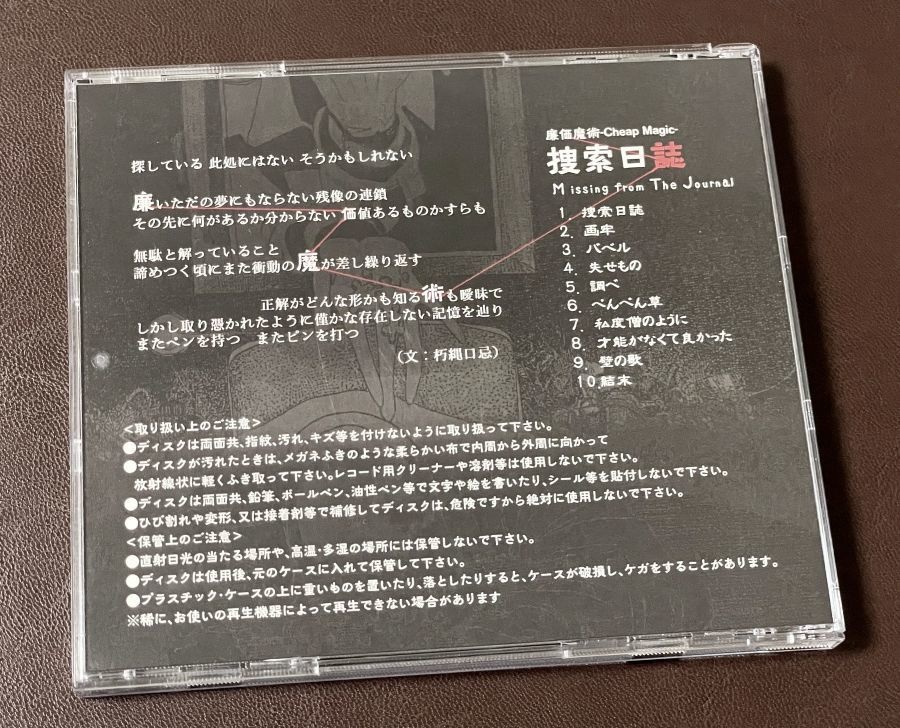 探している 此処にはない そうかもしれない
廉いただの夢にもならない残像の連鎖
その先に何があるか分からない 価値あるものかすらも
無駄と解っていること
諦めつく頃にまた衝動の魔が差し繰り返す
正解がどんな形かも知る術も曖昧で
しかし取り憑かれたように僅かな存在しない記憶を辿り
またペンを持つ またピンを打つ
（文：朽縄口忌）
廉価魔術-Cheap Magic-
捜索日誌
Missing from The Journal
1. 捜索日誌
2. 画牢
3. バベル
4. 失せもの
5. 調べ
6. ぺんぺん草
7. 私度僧のように
8. 才能がなくて良かった
9. 壁の歌
10. 結末
<取り扱い上のご注意>
●ディスクは両面共、指紋、汚れ、キズ等を付けないように取り扱って下さい。
●ディスクが汚れたときは、メガネふきのような柔らかい布で内周から外周に向かって
放射線状に軽くふき取って下さい。レコード用クリーナーや溶剤等は使用しないで下さい。
●ディスクは両面共、鉛筆、ボールペン、油性ペン等で文字や絵を書いたり、シール等を貼付しないで下さい。
●ひび割れや変形、又は接着剤等で補修してディスクは、危険ですから絶対に使用しないで下さい。
<保管上のご注意>
●直射日光の当たる場所や、高温・多湿の場所には保管しないで下さい。
●ディスクは使用後、元のケースに入れて保管して下さい。
●プラスチック・ケースの上に重いものを置いたり、落としたりすると、ケースが破損し、ケガをすることがあります。
※稀に、お使いの再生機器によって再生できない場合があります